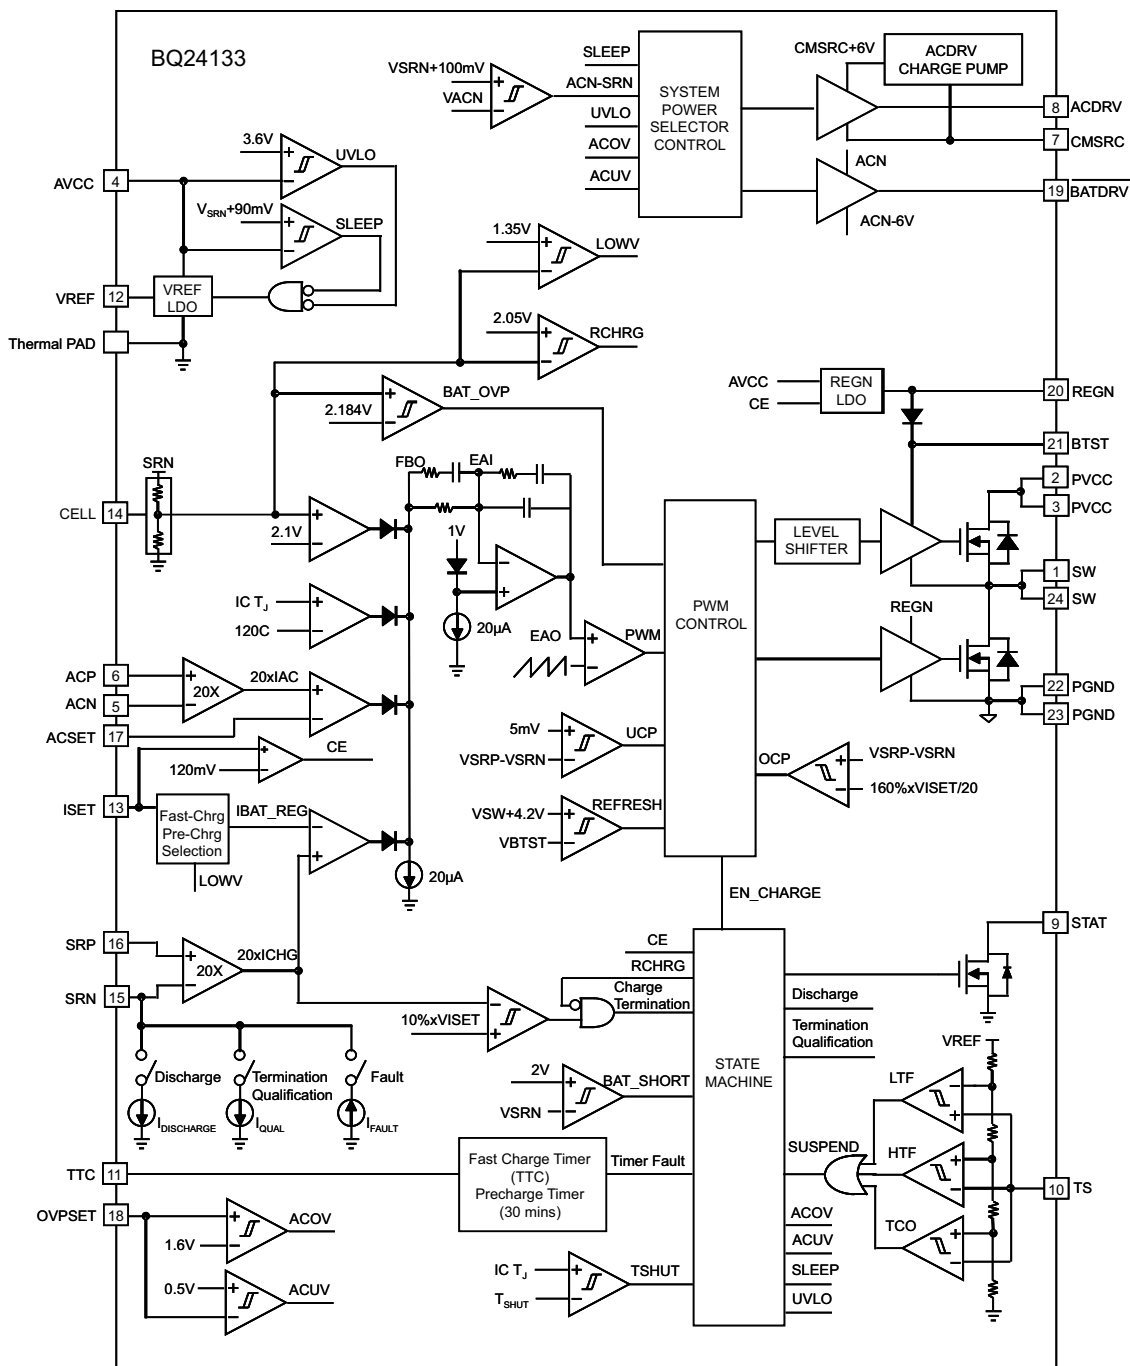 BQ24133
SLEEP
ACN-SRN
UVLO
ACOV
ACUV
VSRN+100mV
VACN
SYSTEM
POWER
SELECTOR
CONTROL
CMSRC+6V
ACDRV
CHARGE PUMP
8 ACDRV
7 CMSRC
ACN
19 BATDRV
ACN-6V
3.6V
UVLO
AVCC 4
VSRN+90mV
SLEEP
VREF 12
VREF
LDO
Thermal PAD
1.35V
LOWV
2.05V
RCHRG
BAT_OVP
2.184V
AVCC
CE
REGN
LDO
20 REGN
21 BTST
2 PVCC
3 PVCC
1 SW
24 SW
22 PGND
23 PGND
SRN
CELL 14
2.1V
FBO
EAI
1V
20µA
IC TJ
120C
EAO
PWM
PWM
CONTROL
LEVEL
SHIFTER
REGN
ACP 6
ACN 5
ACSET 17
20X
20xIAC
CE
120mV
ISET 13
Fast-Chrg
Pre-Chrg
Selection
IBAT_REG
LOWV
20µA
5mV
VSRP-VSRN
UCP
VSW+4.2V
VBTST
REFRESH
OCP
VSRP-VSRN
160%xVISET/20
EN_CHARGE
SRP 16
SRN 15
20X
20xICHG
10%xVISET
CE
RCHRG
Charge
Termination
STATE
MACHINE
Discharge
Termination
Qualification
9 STAT
Discharge
Termination
Qualification
Fault
IDISCHARGE
IQUAL
IFAULT
2V
VSRN
BAT_SHORT
VREF
LTF
HTF
TCO
SUSPEND
10 TS
TTC 11
Fast Charge Timer
(TTC)
Precharge Timer
(30 mins)
Timer Fault
OVPSET 18
1.6V
ACOV
0.5V
ACUV
IC TJ
TSHUT
TSHUT
ACOV
ACUV
SLEEP
UVLO